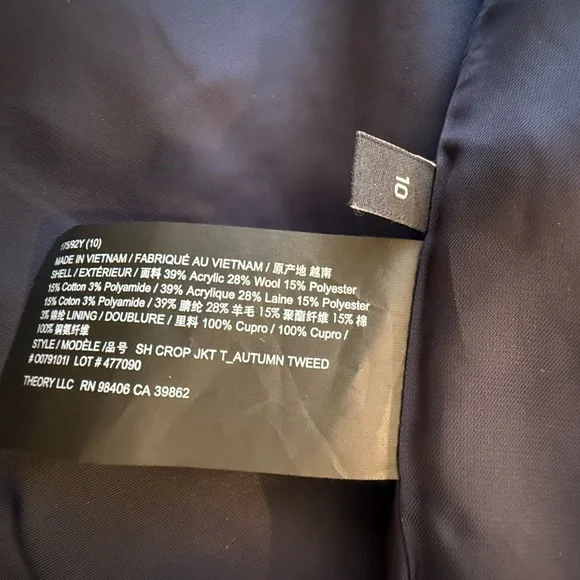 10
175/92Y (10)
MADE IN VIETNAM / FABRIQUÉ AU VIETNAM / 原产地 越南
SHELL / EXTÉRIEUR / 面料 39% Acrylic 28% Wool 15% Polyester
15% Cotton 3% Polyamide / 39% Acrylique 28% Laine 15% Polyester
15% Coton 3% Polyamide / 39% 腈纶 28% 羊毛 15% 聚酯纤维 15% 棉
3% 锦纶 LINING / DOUBLURE / 里料 100% Cupro / 100% Cupro /
100% 铜氨纤维
STYLE / MODÈLE /品号 SH CROP JKT T_AUTUMN TWEED
# 0079101I LOT # 477090
THEORY LLC RN 98406 CA 39862